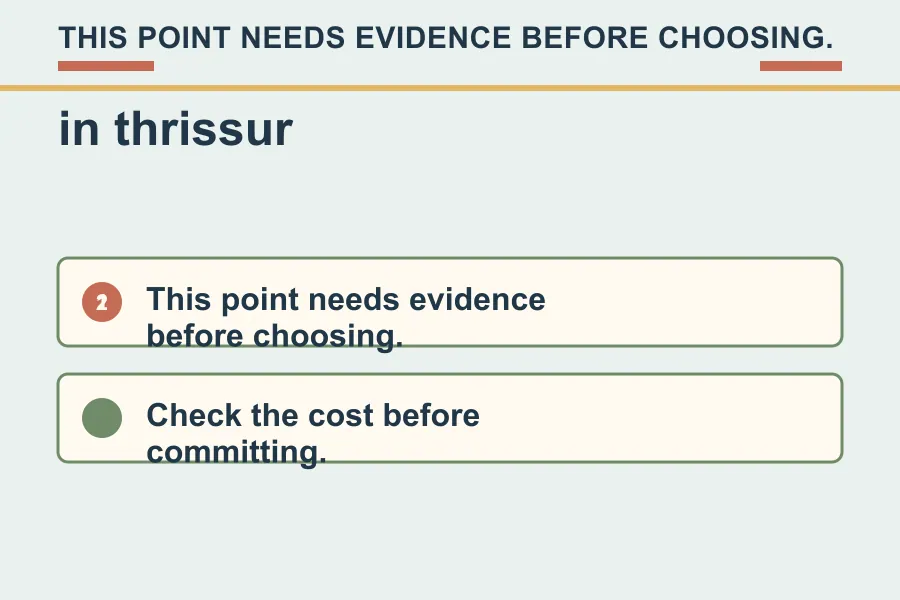 THIS POINT NEEDS EVIDENCE BEFORE CHOOSING.
in thrissur
2
This point needs evidence
before choosing.
Check the cost before
committing.